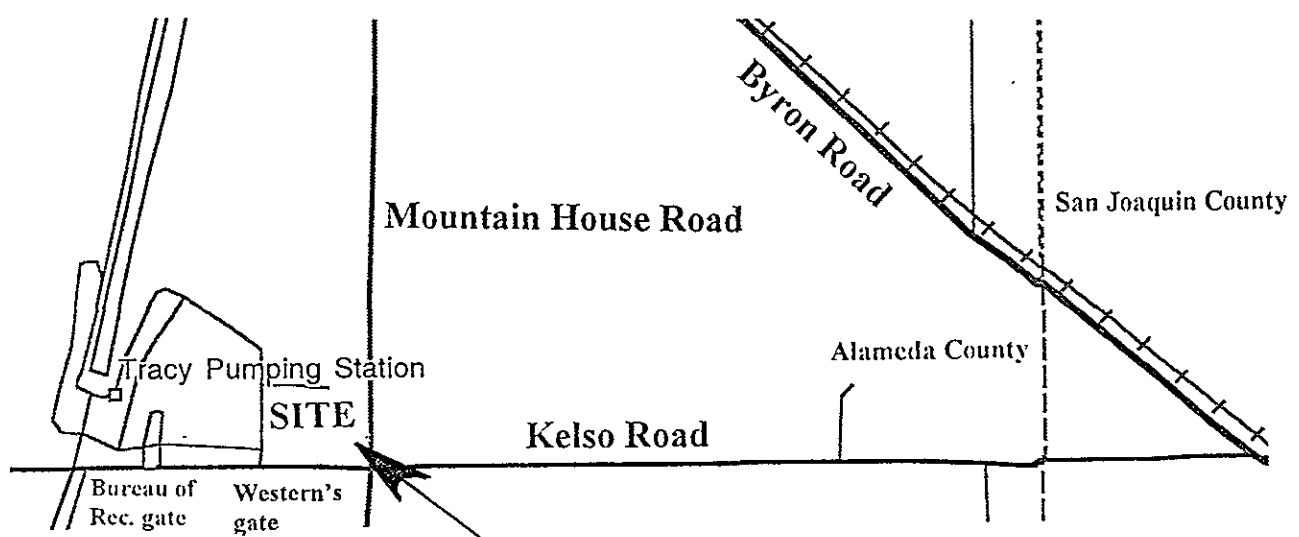 Byron Road
San Joaquin County
Mountain House Road
Alameda County
Tracy Pumping Station
SITE
Kelso Road
Bureau of
Rec. gate
Western's
gate